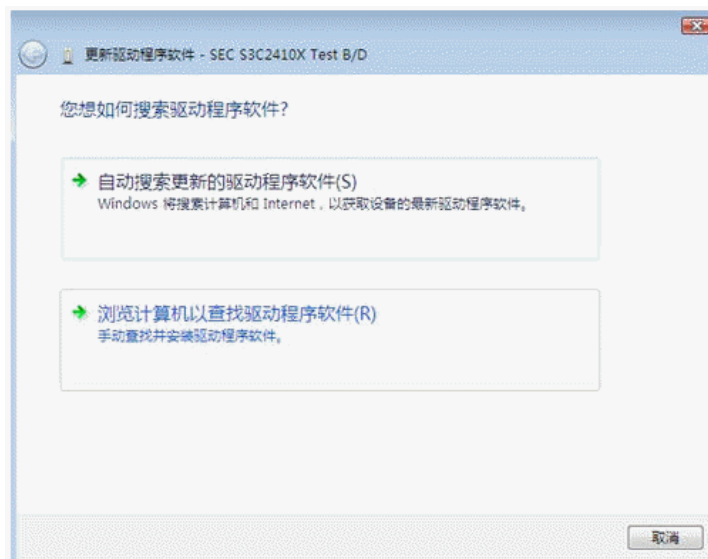 更新驱动程序软件 - SEC S3C2410X Test B/D
您想如何搜索驱动程序软件?
自动搜索更新的驱动程序软件(S)
Windows 将搜索计算机和 Internet，以获取设备的最新驱动程序软件。
浏览计算机以查找驱动程序软件(R)
手动查找并安装驱动程序软件。
取消